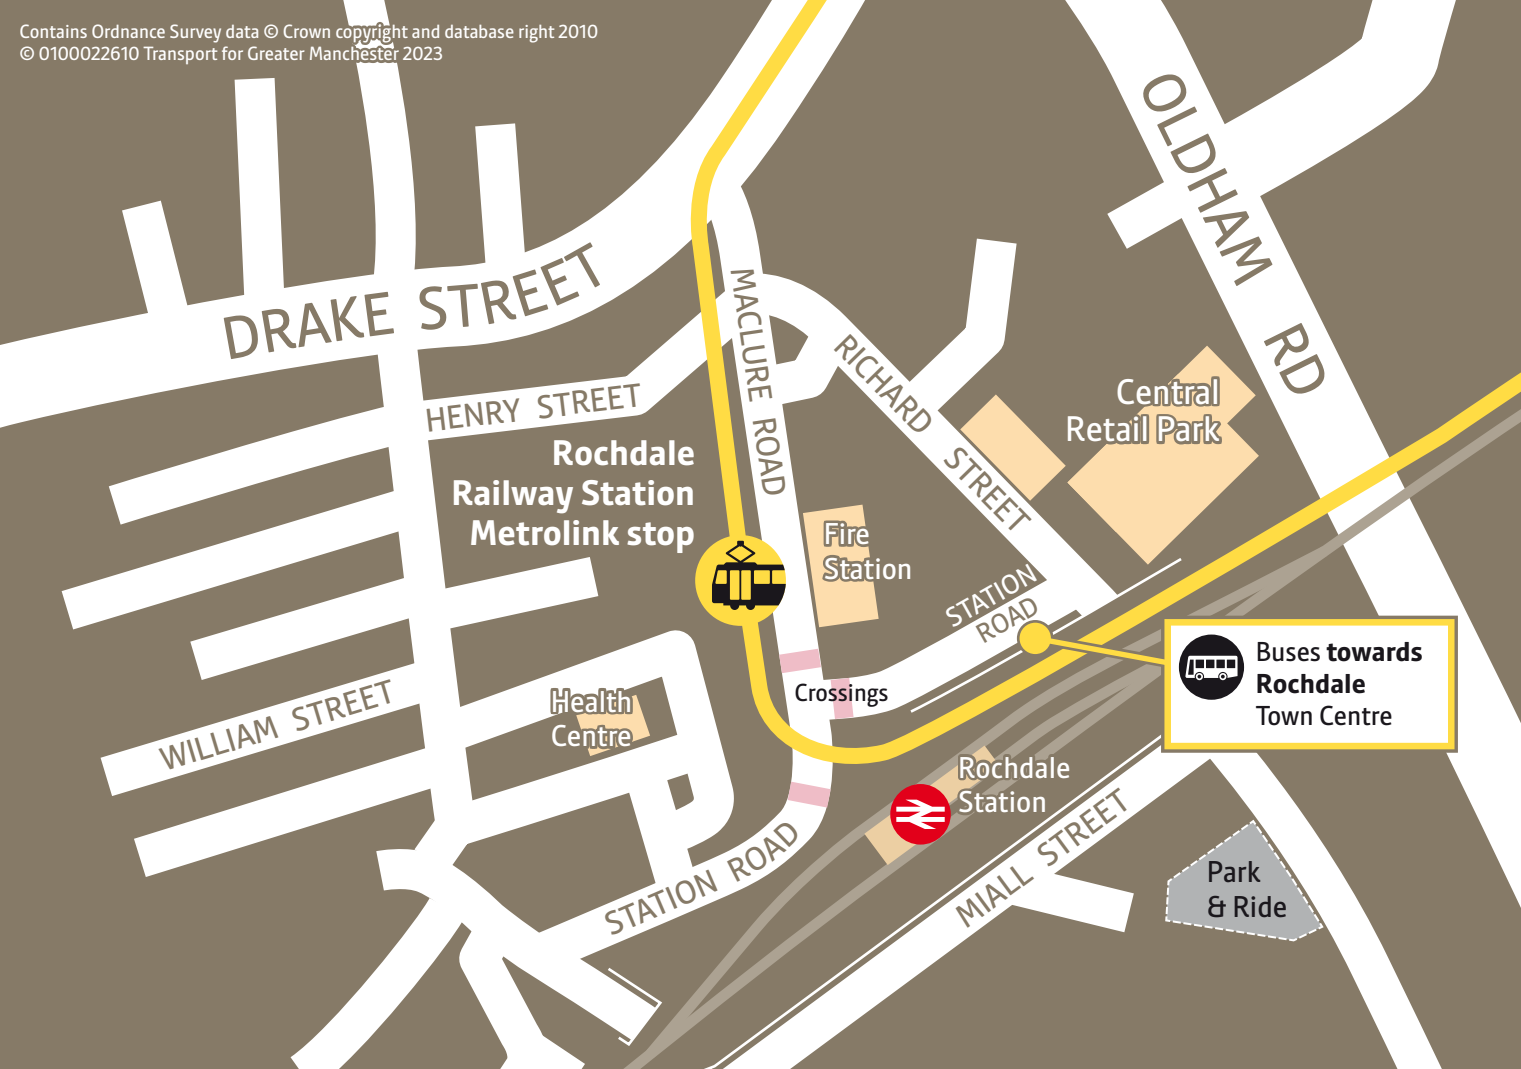 Contains Ordnance Survey data © Crown copyright and database right 2010
© 0100022610 Transport for Greater Manchester 2023
OLDHAM RD
DRAKE STREET
MACLURE ROAD
RICHARD STREET
HENRY STREET
Central
Retail Park
Rochdale
Railway Station
Metrolink stop
Fire
Station
STATION
ROAD
Buses towards
Rochdale
Town Centre
Crossings
Health
Centre
WILLIAM STREET
Rochdale
Station
STATION ROAD
MIALL STREET
Park
& Ride